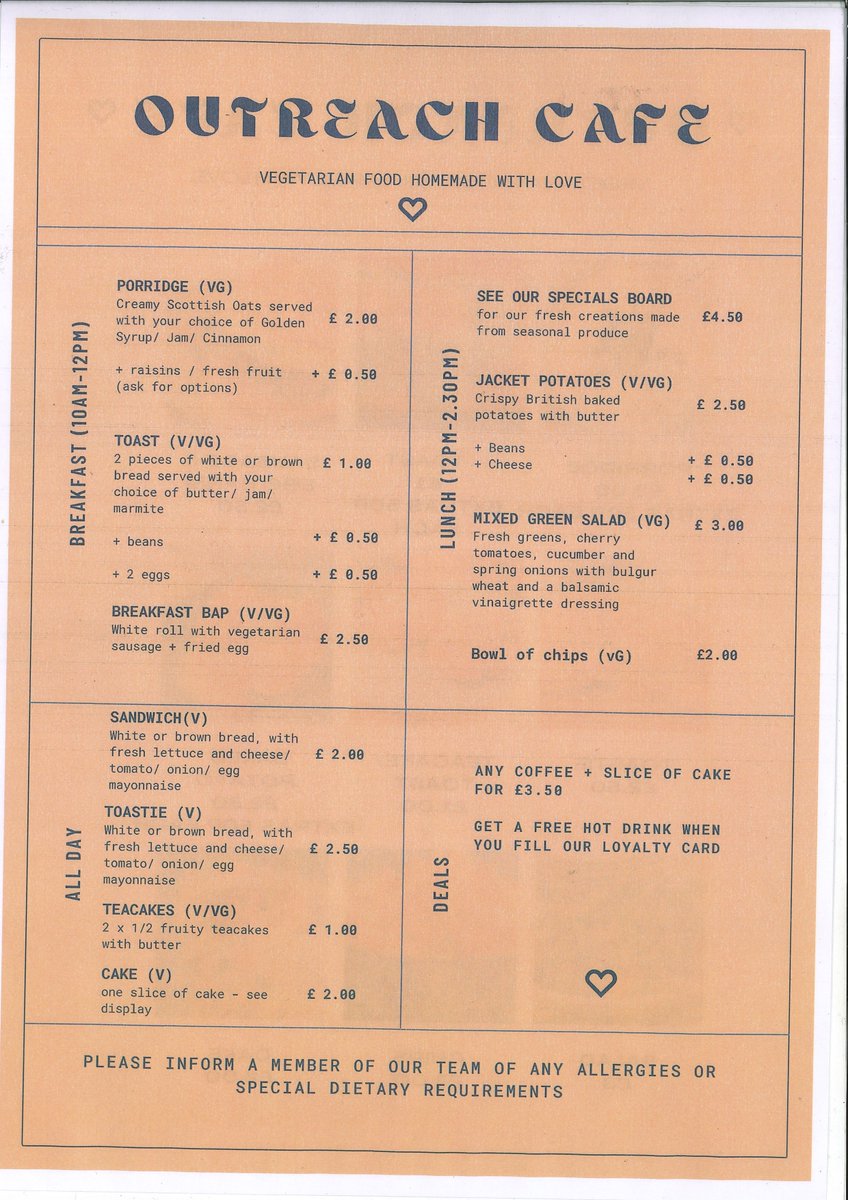 OUTREACH CAFE
VEGETARIAN FOOD HOMEMADE WITH LOVE
BREAKFAST (10AM-12PM)
PORRIDGE (VG)
Creamy Scottish Oats served
with your choice of Golden £ 2.00
Syrup/ Jam/ Cinnamon
+ raisins / fresh fruit + £ 0.50
(ask for options)
TOAST (V/VG)
2 pieces of white or brown £ 1.00
bread served with your
choice of butter/ jam/
marmite
+ beans + £ 0.50
+ 2 eggs + £ 0.50
BREAKFAST BAP (V/VG)
White roll with vegetarian £ 2.50
sausage + fried egg
LUNCH (12PM-2.30PM)
SEE OUR SPECIALS BOARD
for our fresh creations made £4.50
from seasonal produce
JACKET POTATOES (V/VG)
Crispy British baked £ 2.50
potatoes with butter
+ Beans + £ 0.50
+ Cheese + £ 0.50
MIXED GREEN SALAD (VG) £ 3.00
Fresh greens, cherry
tomatoes, cucumber and
spring onions with bulgur
wheat and a balsamic
vinaigrette dressing
Bowl of chips (vG) £2.00
ALL DAY
SANDWICH(V)
White or brown bread, with
fresh lettuce and cheese/ £ 2.00
tomato/ onion/ egg
mayonnaise
TOASTIE (V)
White or brown bread, with
fresh lettuce and cheese/ £ 2.50
tomato/ onion/ egg
mayonnaise
TEACAKES (V/VG)
2 x 1/2 fruity teacakes £ 1.00
with butter
CAKE (V)
one slice of cake - see £ 2.00
display
DEALS
ANY COFFEE + SLICE OF CAKE
FOR £3.50
GET A FREE HOT DRINK WHEN
YOU FILL OUR LOYALTY CARD
PLEASE INFORM A MEMBER OF OUR TEAM OF ANY ALLERGIES OR
SPECIAL DIETARY REQUIREMENTS